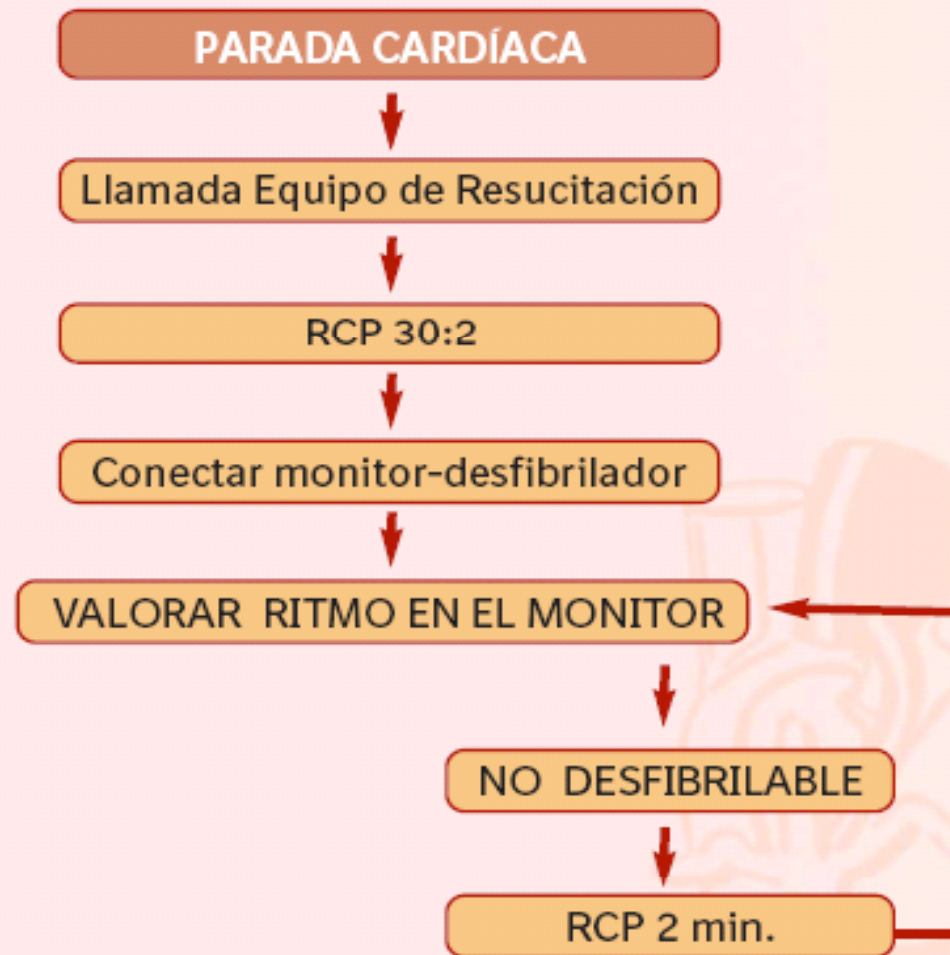 PARADA CARDÍACA
Llamada Equipo de Resucitación
RCP 30:2
Conectar monitor-desfibrilador
VALORAR RITMO EN EL MONITOR
NO DESFIBRILABLE
RCP 2 min.